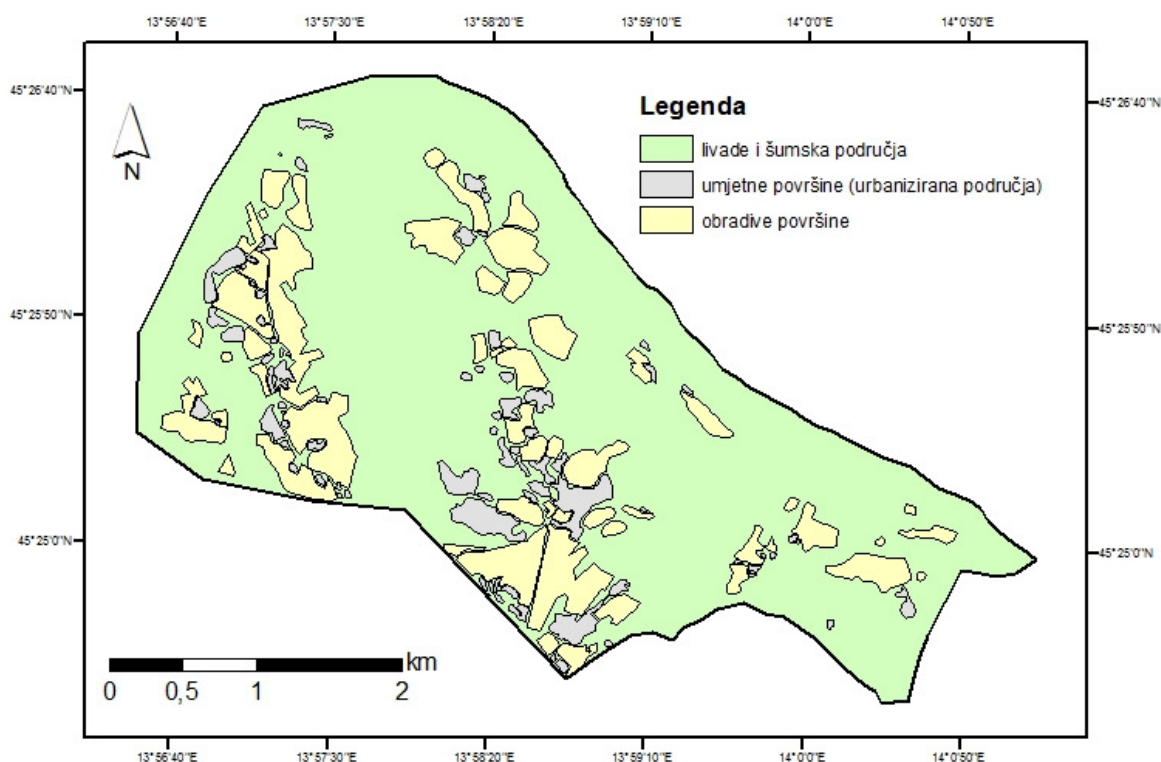 13°56'40"E 13°57'30"E 13°58'20"E 13°59'10"E 14°0'0"E 14°0'50"E
45°26'40"N 45°26'40"N
N
Legenda
livade i šumska područja
umjetne površine (urbanizirana područja)
obradive površine
45°25'50"N 45°25'50"N
45°25'0"N 45°25'0"N
km
0 0,5 1 2
13°56'40"E 13°57'30"E 13°58'20"E 13°59'10"E 14°0'0"E 14°0'50"E